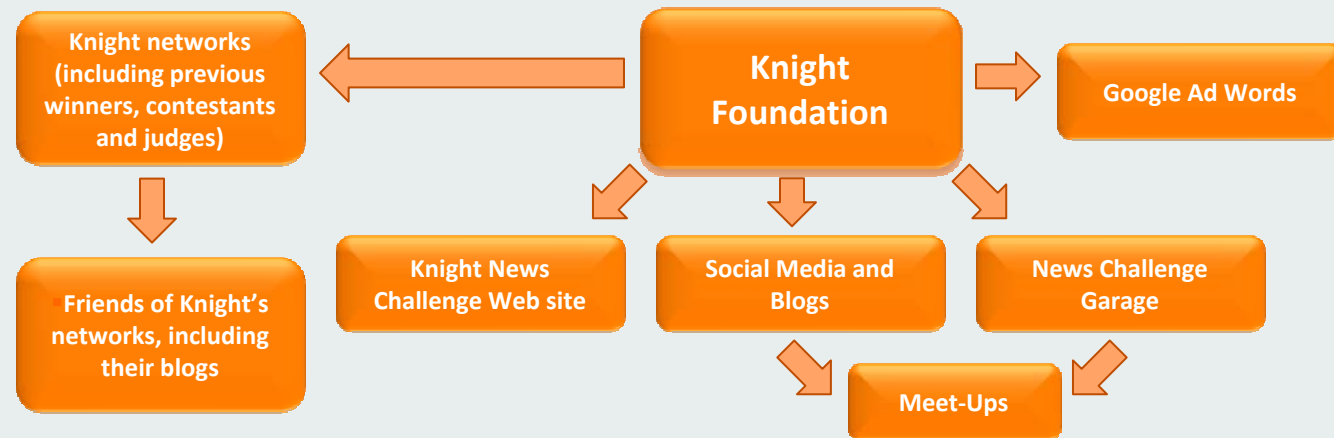 Knight networks
(including previous
winners, contestants
and judges)
Knight
Foundation
Google Ad Words
Friends of Knight’s
networks, including
their blogs
Knight News
Challenge Web site
Social Media and
Blogs
News Challenge
Garage
Meet-Ups